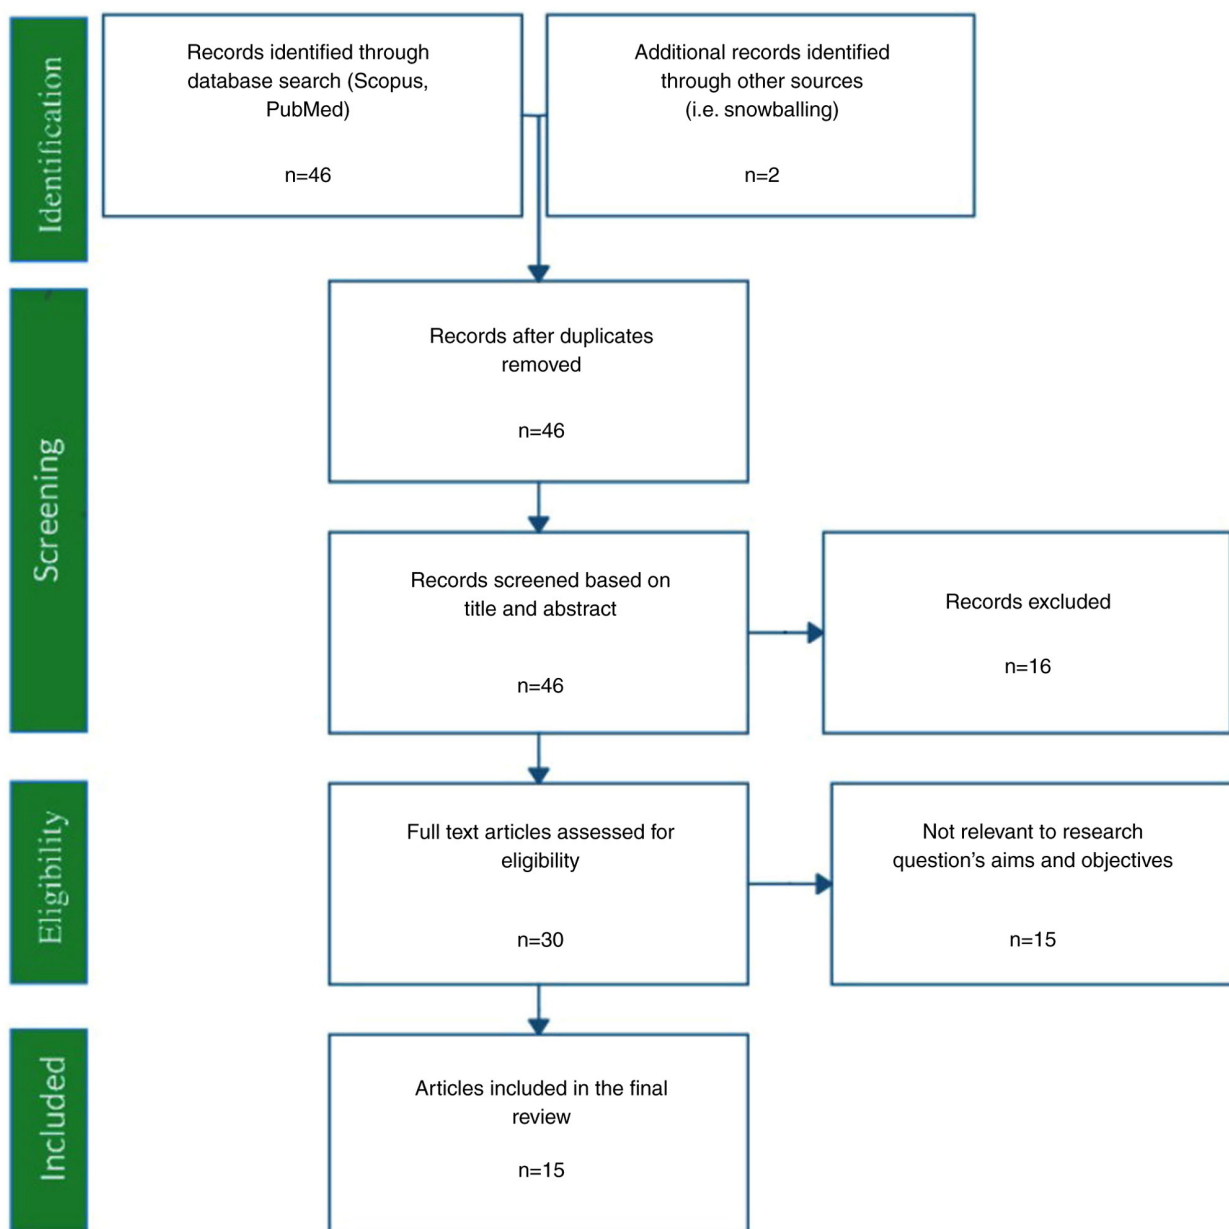 Identification
Records identified through
database search (Scopus,
PubMed)
n=46
Additional records identified
through other sources
(i.e. snowballing)
n=2
Screening
Records after duplicates
removed
n=46
Records screened based on
title and abstract
n=46
Records excluded
n=16
Eligibility
Full text articles assessed for
eligibility
n=30
Not relevant to research
question’s aims and objectives
n=15
Included
Articles included in the final
review
n=15